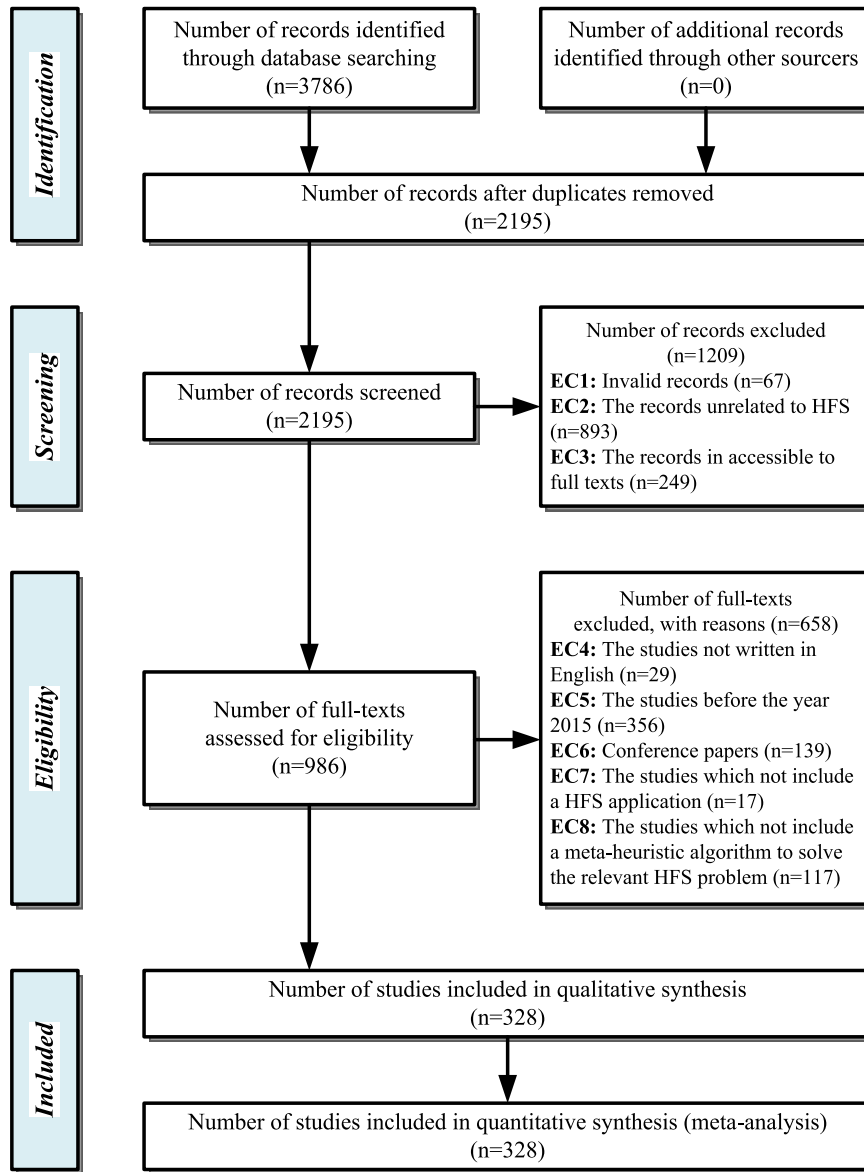 Identification
Number of records identified
through database searching
(n=3786)
Number of additional records
identified through other sourcers
(n=0)
Number of records after duplicates removed
(n=2195)
Screening
Number of records screened
(n=2195)
Number of records excluded
(n=1209)
EC1: Invalid records (n=67)
EC2: The records unrelated to HFS
(n=893)
EC3: The records in accessible to
full texts (n=249)
Eligibility
Number of full-texts
assessed for eligibility
(n=986)
Number of full-texts
excluded, with reasons (n=658)
EC4: The studies not written in
English (n=29)
EC5: The studies before the year
2015 (n=356)
EC6: Conference papers (n=139)
EC7: The studies which not include
a HFS application (n=17)
EC8: The studies which not include
a meta-heuristic algorithm to solve
the relevant HFS problem (n=117)
Included
Number of studies included in qualitative synthesis
(n=328)
Number of studies included in quantitative synthesis (meta-analysis)
(n=328)